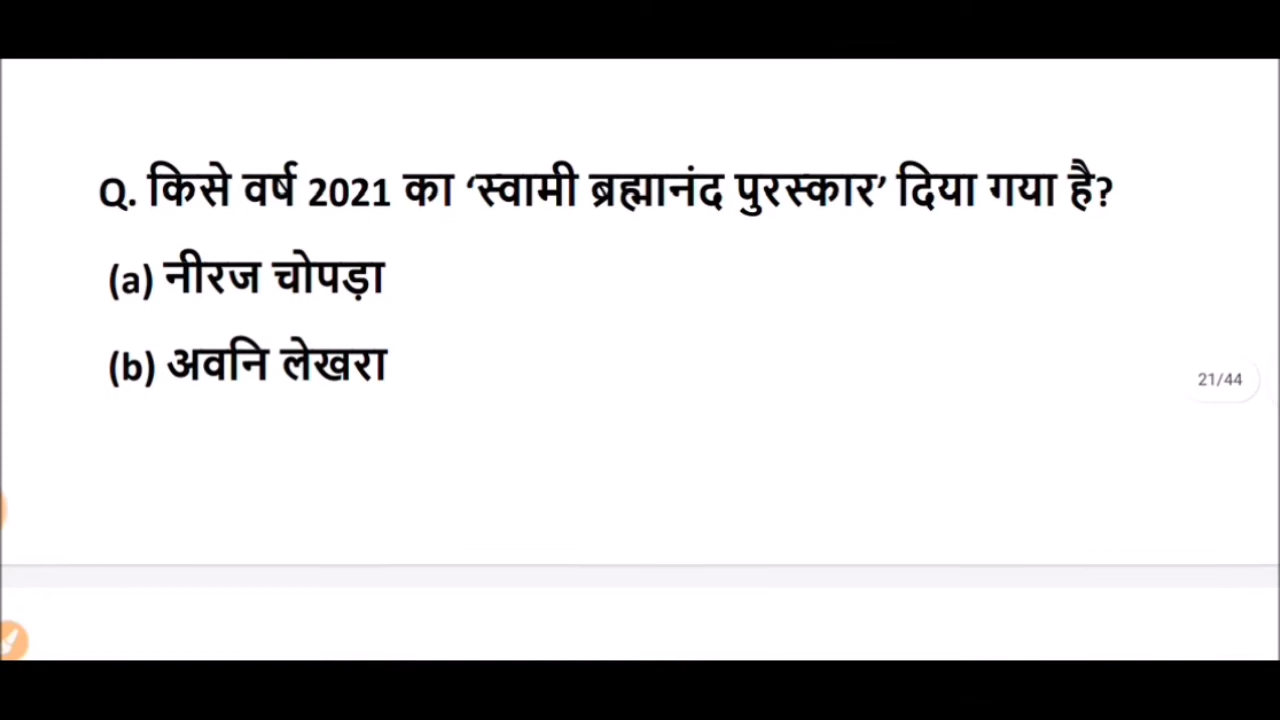 Q. किसे वर्ष 2021 का ‘स्वामी ब्रह्मानंद पुरस्कार’ दिया गया है?
(a) नीरज चोपड़ा
(b) अवनि लेखरा
21/44